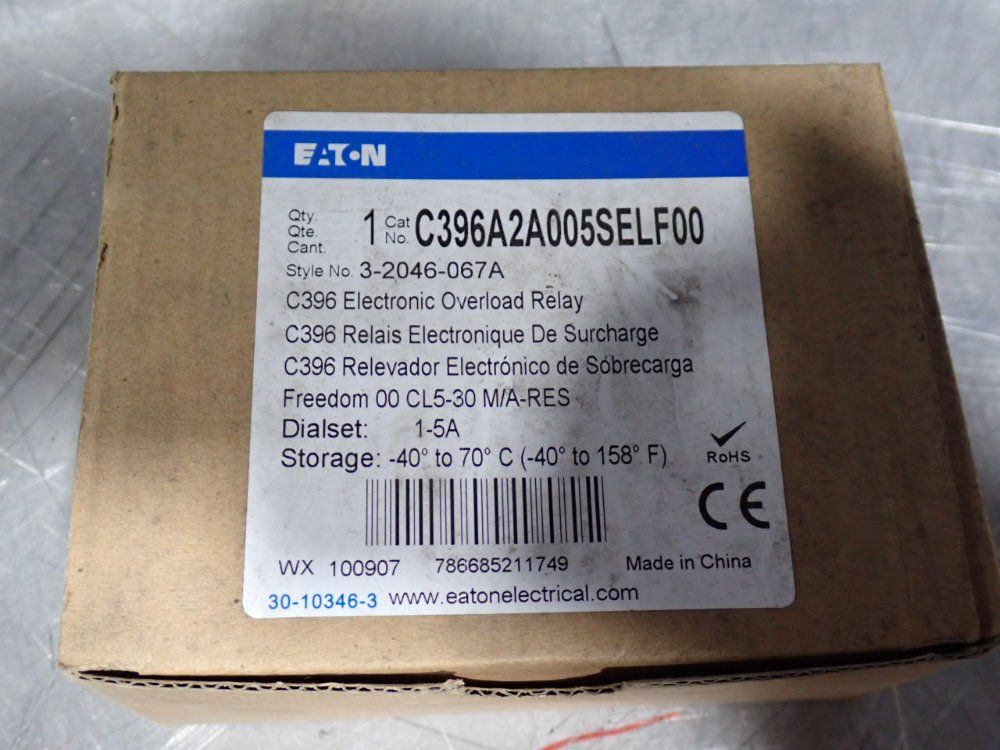 EATON
Qty.
Qte.
Cant.
1 Cat No. C396A2A005SELF00
Style No. 3-2046-067A
C396 Electronic Overload Relay
C396 Relais Electronique De Surcharge
C396 Relevador Electrónico de Sobrecarga
Freedom 00 CL5-30 M/A-RES
Dialset: 1-5A
Storage: -40° to 70° C (-40° to 158° F)
RoHS
CE
WX 100907 786685211749 Made in China
30-10346-3 www.eatonelectrical.com